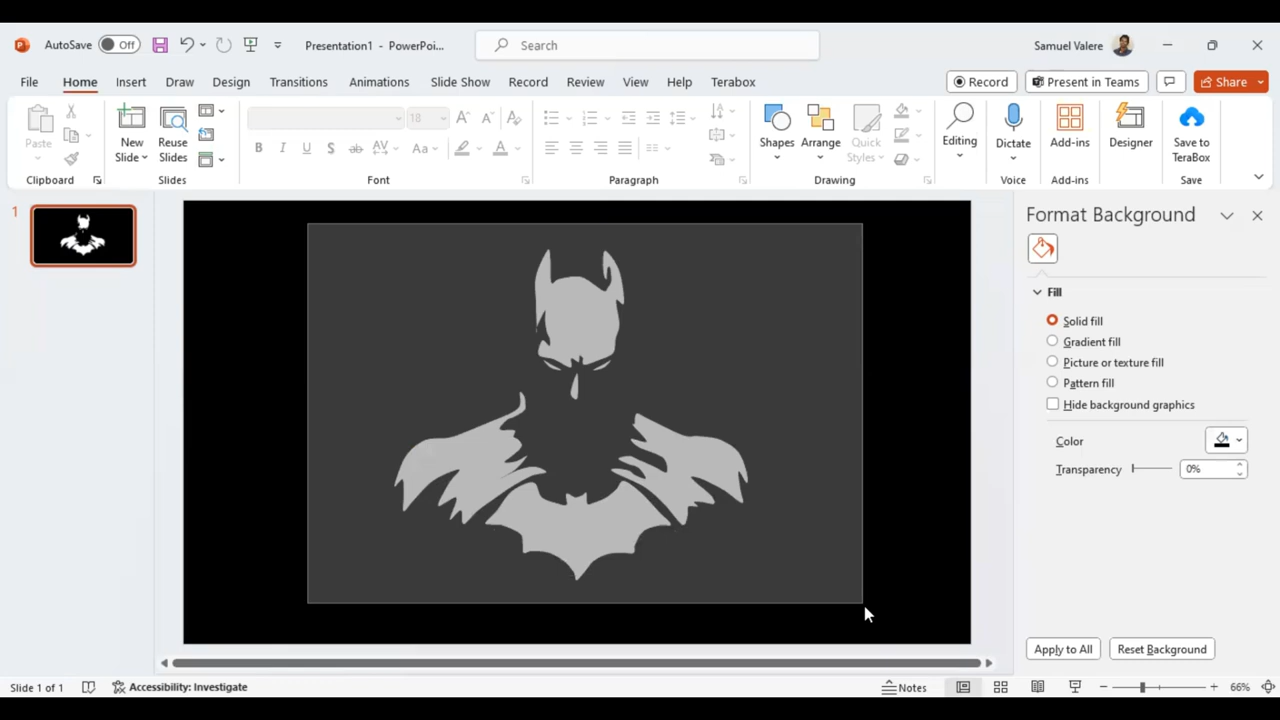 AutoSave Off Presentation1 - PowerPoi... Search Samuel Valere
File Home Insert Draw Design Transitions Animations Slide Show Record Review View Help Terabox Record Present in Teams Share
Paste New Slide Reuse Slides 18 B I U S ab AV Aa A Shapes Arrange Quick Styles Editing Dictate Add-ins Designer Save to TeraBox
Clipboard Slides Font Paragraph Drawing Voice Add-ins Save
1
Format Background
Fill
Solid fill
Gradient fill
Picture or texture fill
Pattern fill
Hide background graphics
Color
Transparency 0%
Apply to All Reset Background
Slide 1 of 1 Accessibility: Investigate Notes 66%